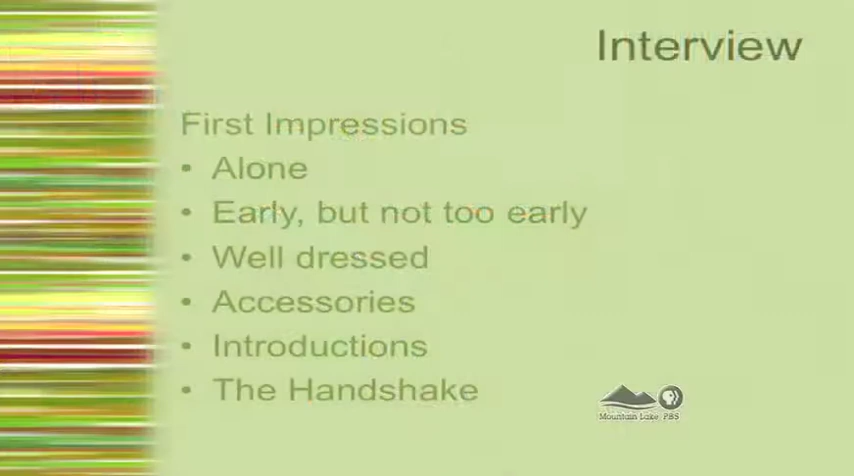 Interview
First Impressions
• Alone
• Early, but not too early
• Well dressed
• Accessories
• Introductions
• The Handshake
Mountain Lake PBS